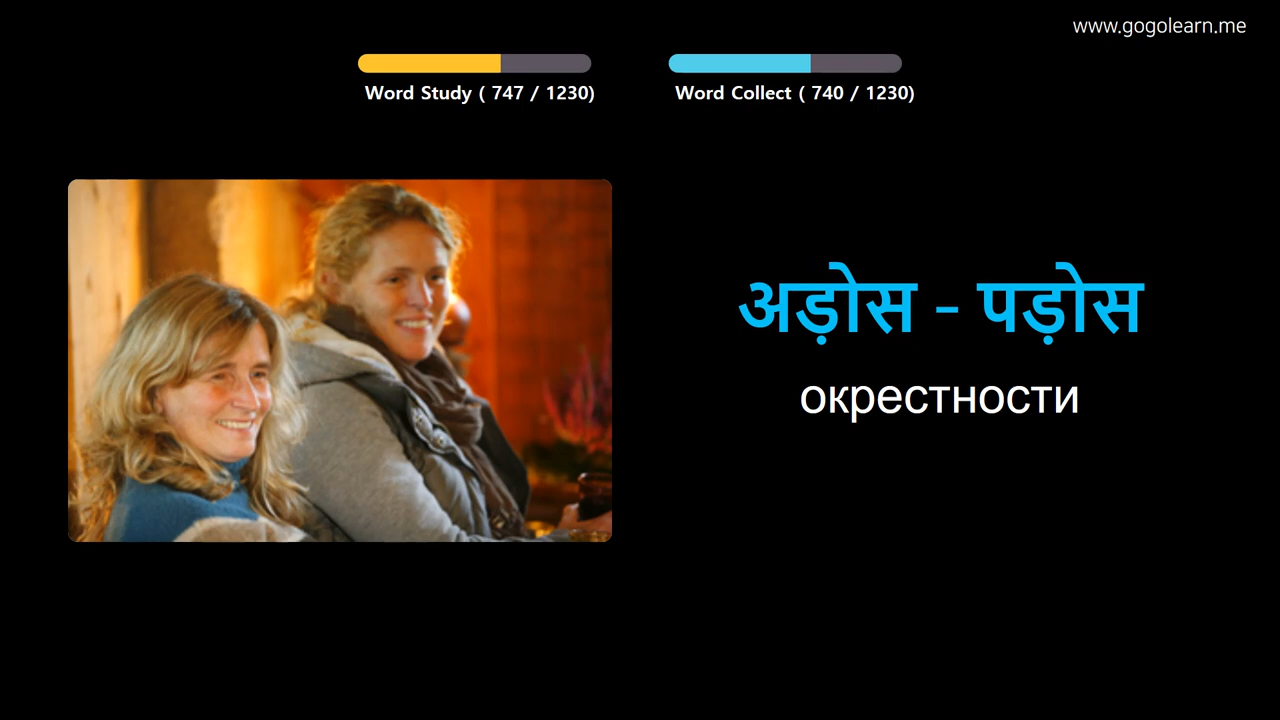 www.gogolearn.me
Word Study ( 747 / 1230)
Word Collect ( 740 / 1230)
अड़ोस - पड़ोस
окрестности